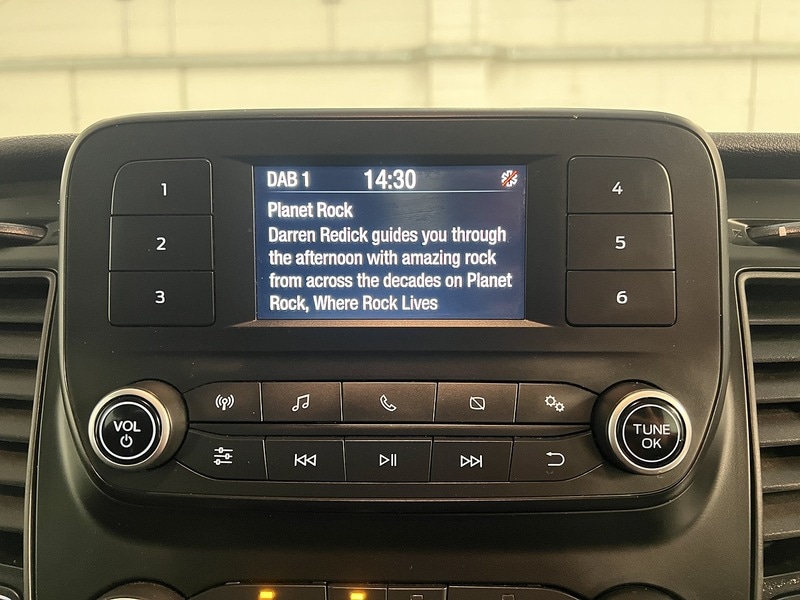 DAB 1 14:30
Planet Rock
Darren Redick guides you through
the afternoon with amazing rock
from across the decades on Planet
Rock, Where Rock Lives
1
2
3
4
5
6
VOL
TUNE
OK